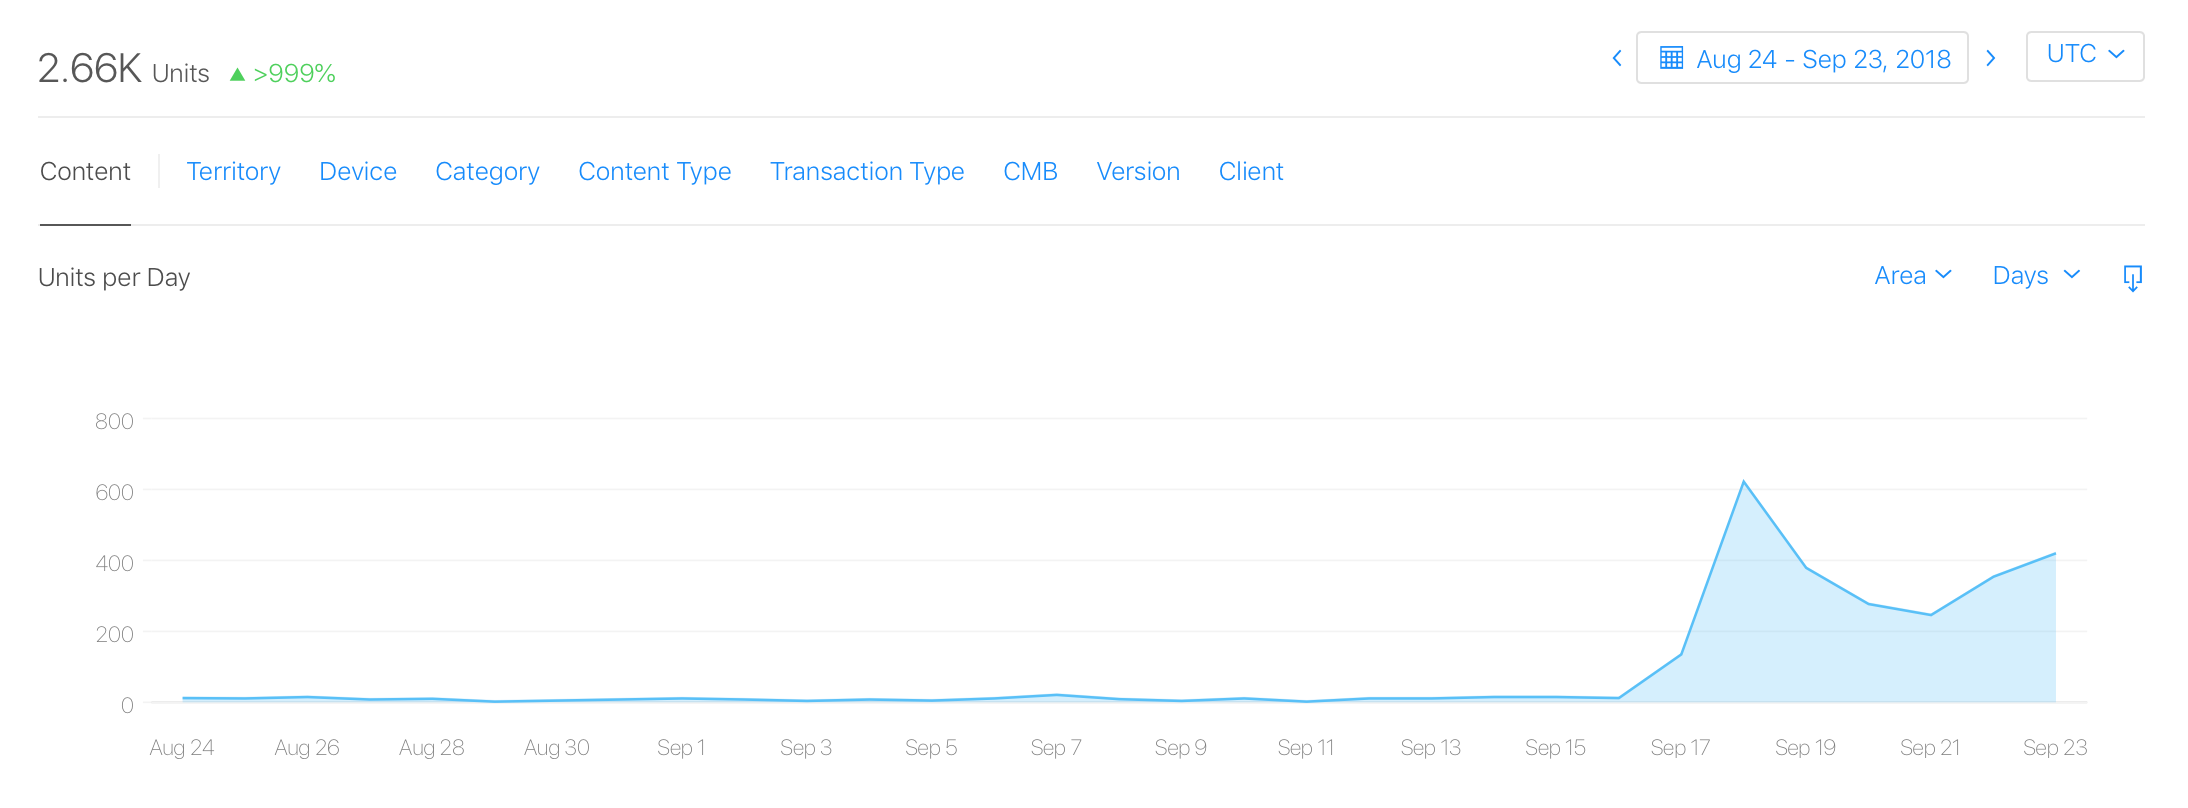 2.66K Units ▲ >999%
< Aug 24 - Sep 23, 2018 > UTC
Content Territory Device Category Content Type Transaction Type CMB Version Client
Units per Day
Area Days
800
600
400
200
0
Aug 24 Aug 26 Aug 28 Aug 30 Sep 1 Sep 3 Sep 5 Sep 7 Sep 9 Sep 11 Sep 13 Sep 15 Sep 17 Sep 19 Sep 21 Sep 23